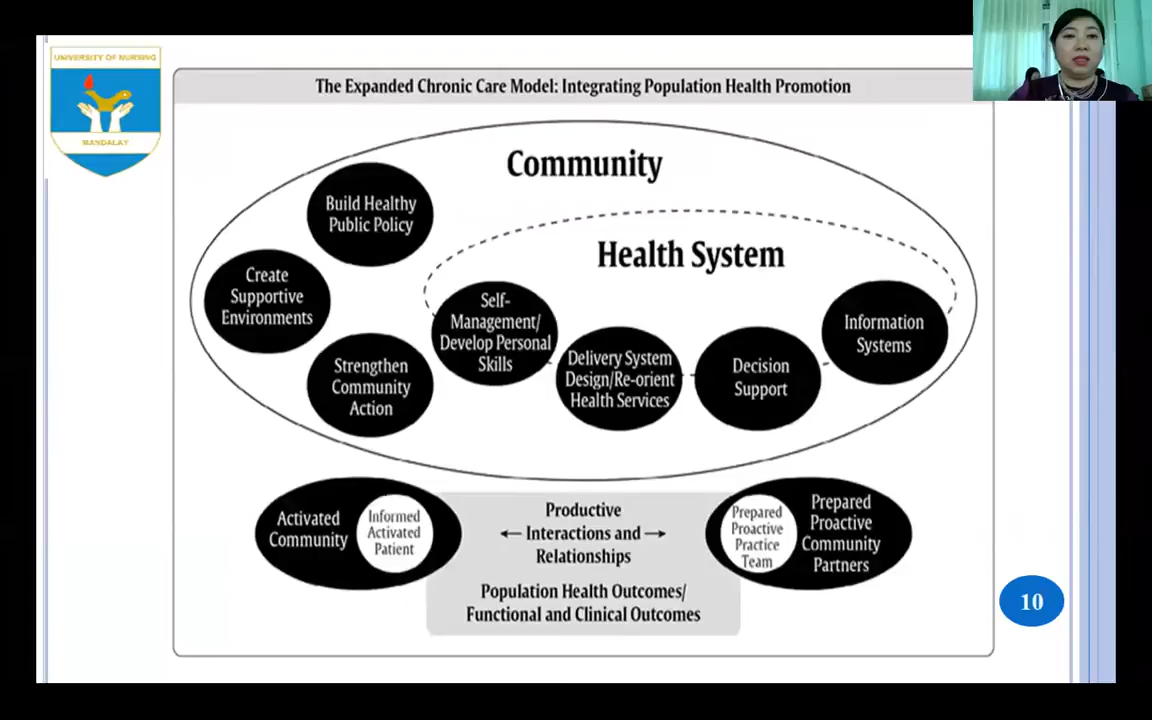 UNIVERSITY OF NURSING
MANDALAY
The Expanded Chronic Care Model: Integrating Population Health Promotion
Community
Build Healthy
Public Policy
Health System
Create
Supportive
Environments
Self-
Management/
Develop Personal
Skills
Information
Systems
Strengthen
Community
Action
Delivery System
Design/Re-orient
Health Services
Decision
Support
Activated
Community
Informed
Activated
Patient
Productive
←Interactions and→
Relationships
Prepared
Proactive
Practice
Team
Prepared
Proactive
Community
Partners
Population Health Outcomes/
Functional and Clinical Outcomes
10